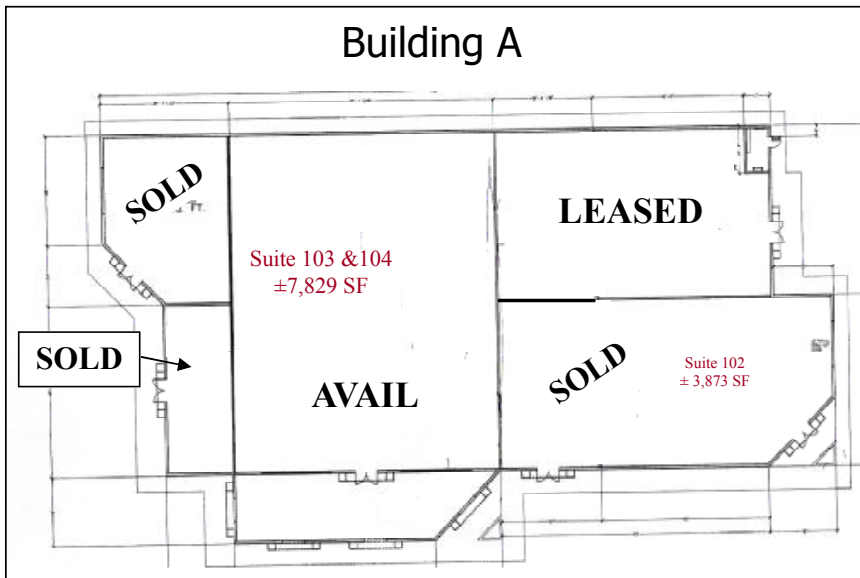 Building A
SOLD
LEASED
Suite 103 &104
±7,829 SF
SOLD
AVAIL
SOLD
Suite 102
± 3,873 SF